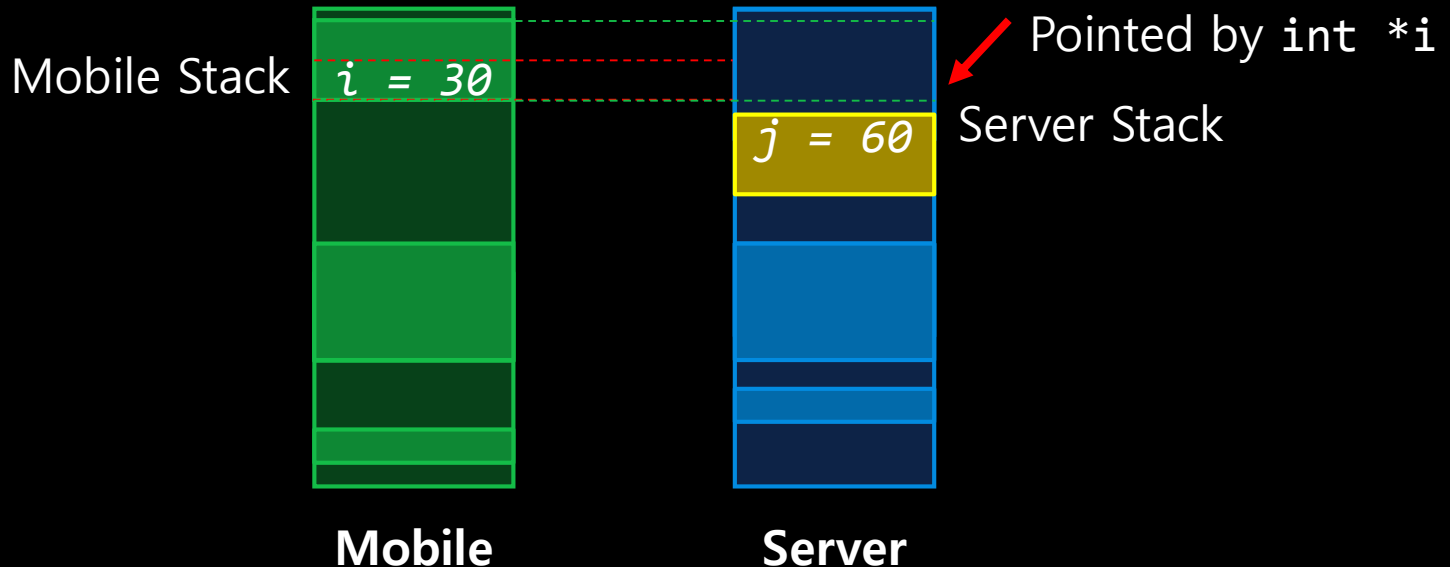 Pointed by int *i
Mobile Stack
i = 30
Server Stack
j = 60
Mobile
Server